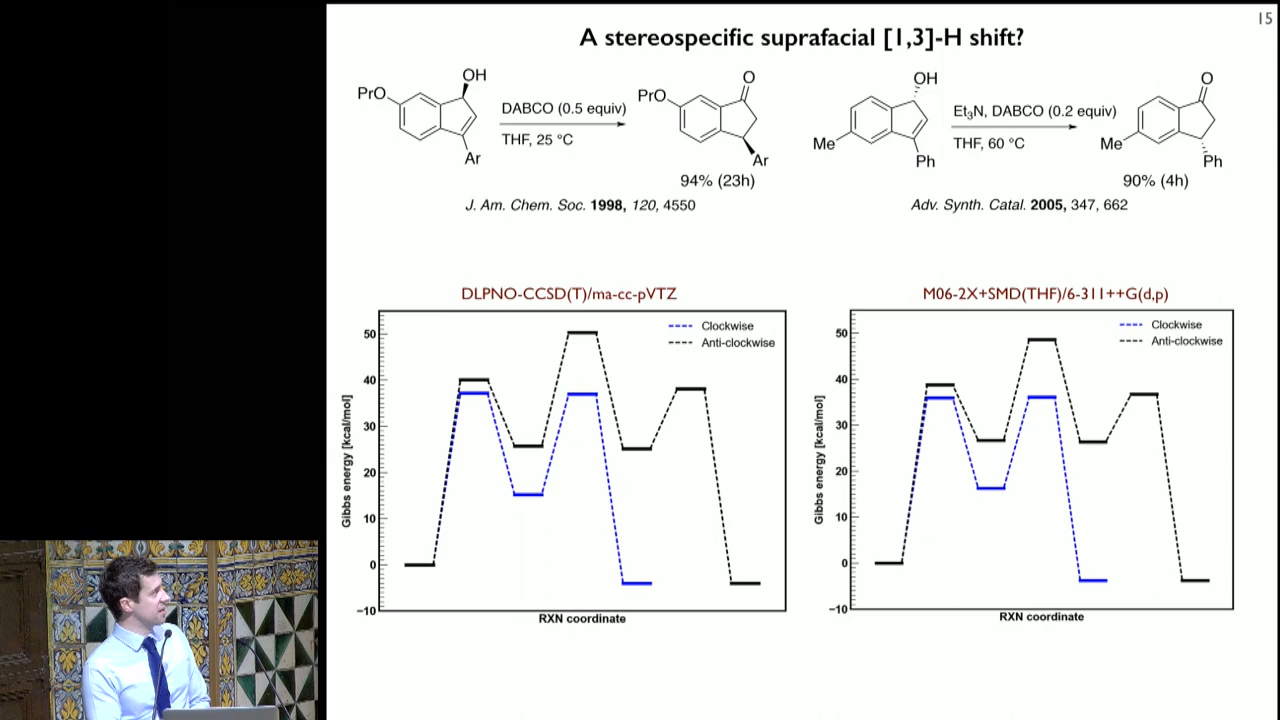 15
A stereospecific suprafacial [1,3]-H shift?
OH
PrO
Ar
DABCO (0.5 equiv)
THF, 25 °C
O
PrO
Ar
94% (23h)
J. Am. Chem. Soc. 1998, 120, 4550
OH
Me
Ph
Et3N, DABCO (0.2 equiv)
THF, 60 °C
O
Me
Ph
90% (4h)
Adv. Synth. Catal. 2005, 347, 662
DLPNO-CCSD(T)/ma-cc-pVTZ
Clockwise
Anti-clockwise
Gibbs energy [kcal/mol]
50
40
30
20
10
0
−10
RXN coordinate
M06-2X+SMD(THF)/6-311++G(d,p)
Clockwise
Anti-clockwise
Gibbs energy [kcal/mol]
50
40
30
20
10
0
−10
RXN coordinate